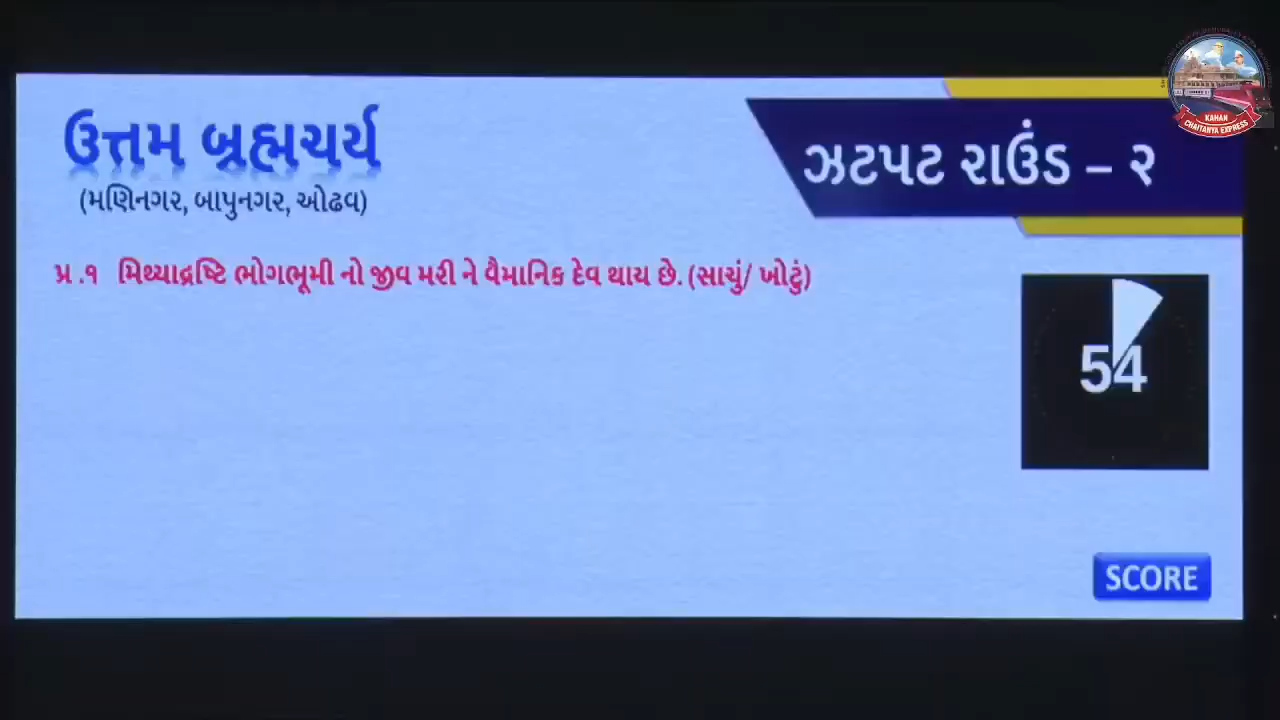 ઉત્તમ બ્રહ્મચર્ય
(મણિનગર, બાપુનગર, ઓઢવ)
ઝટપટ રાઉંડ – ૨
પ્ર .૧ મિથ્યાદ્રષ્ટિ ભોગભૂમી નો જીવ મરી ને વૈમાનિક દેવ થાય છે. (સાચું/ ખોટું)
54
SCORE
KAHAN
CHAITANYA EXPRESS